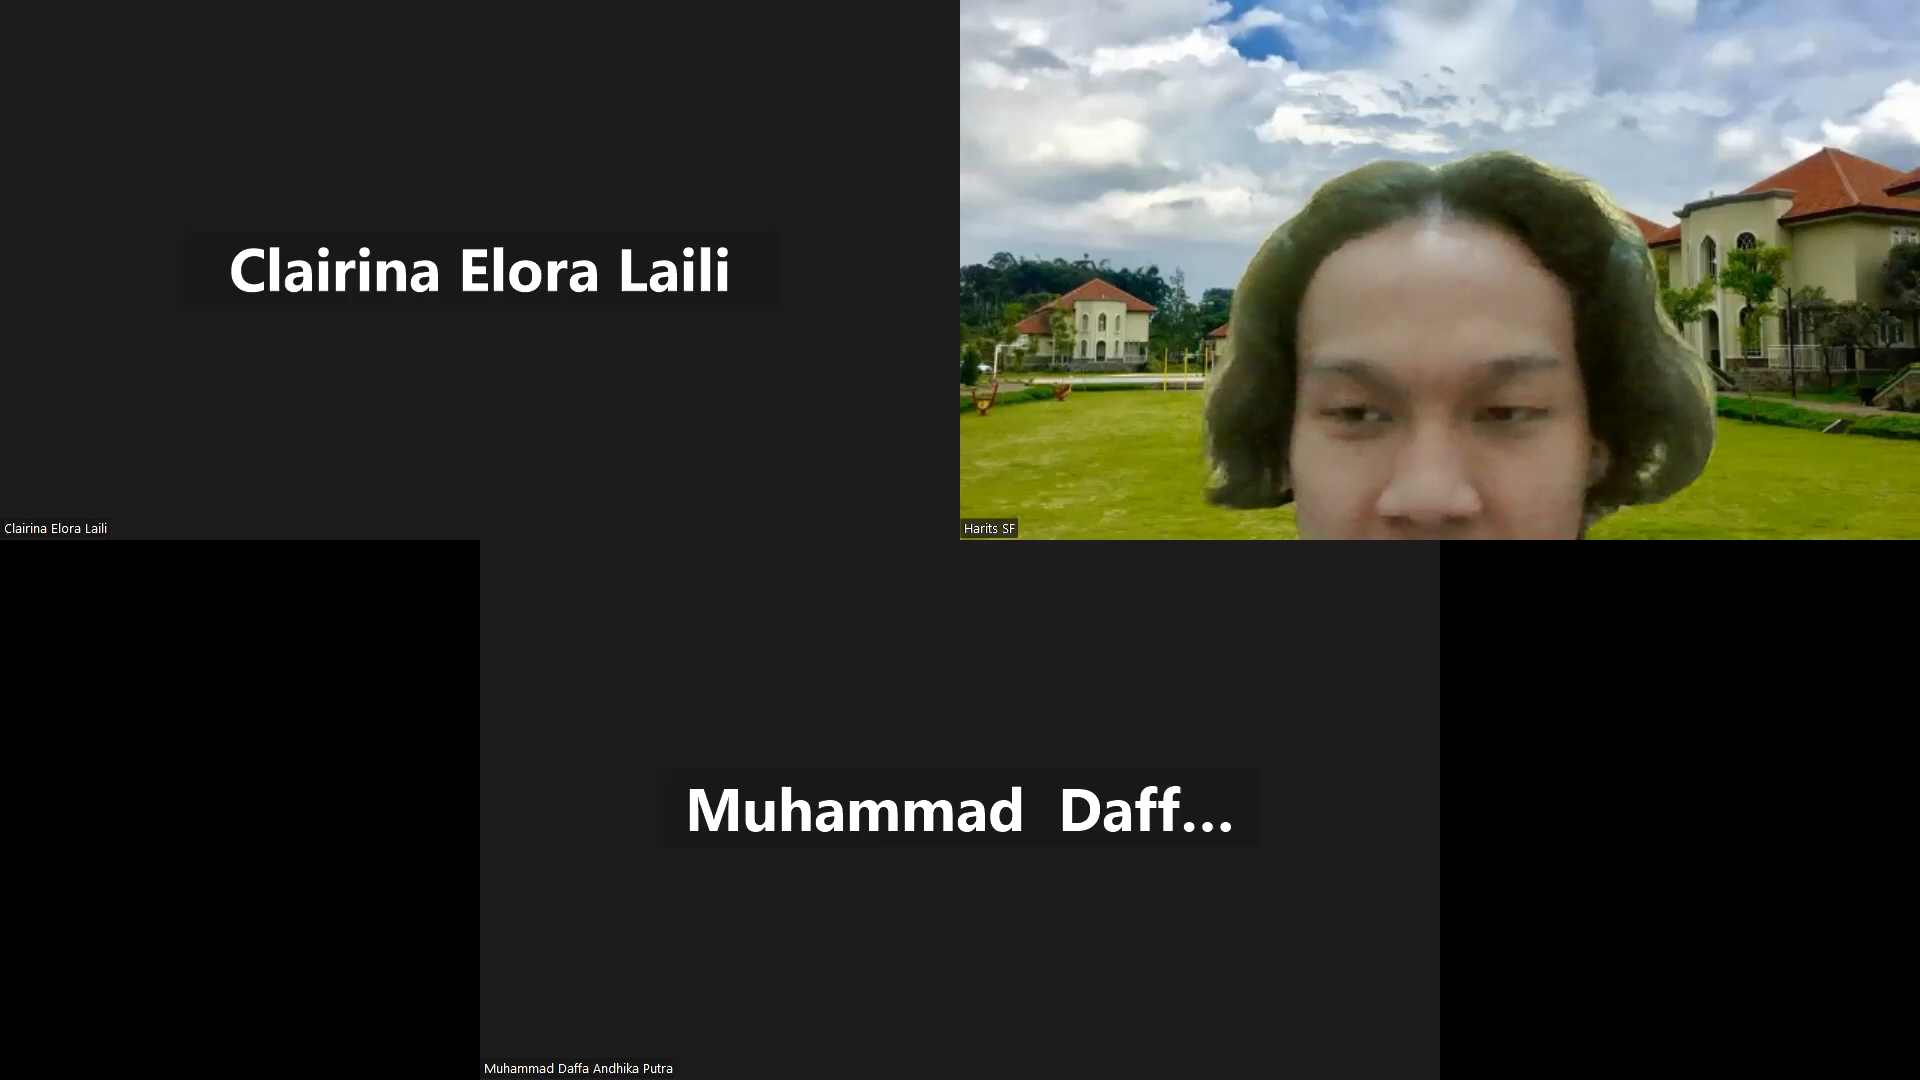 Clairina Elora Laili
Clairina Elora Laili
Harits SF
Muhammad  Daff...
Muhammad Daffa Andhika Putra